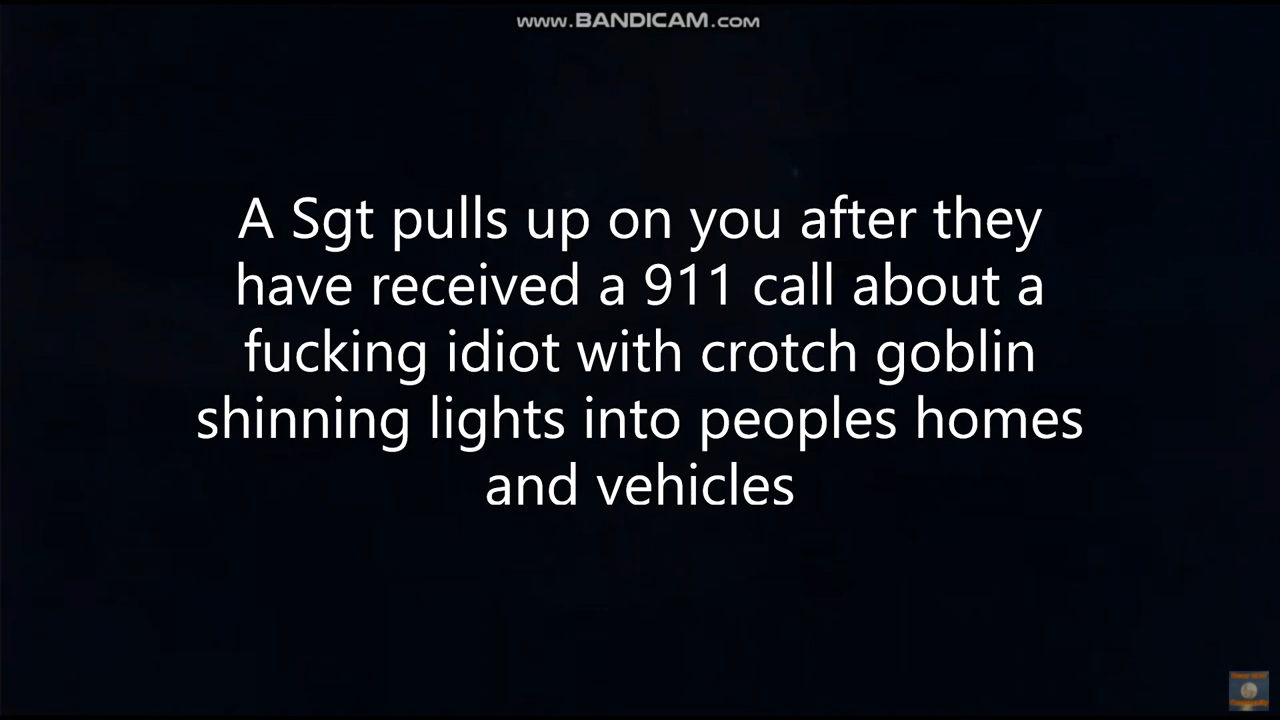 www.BANDICAM.com
A Sgt pulls up on you after they
have received a 911 call about a
fucking idiot with crotch goblin
shinning lights into peoples homes
and vehicles